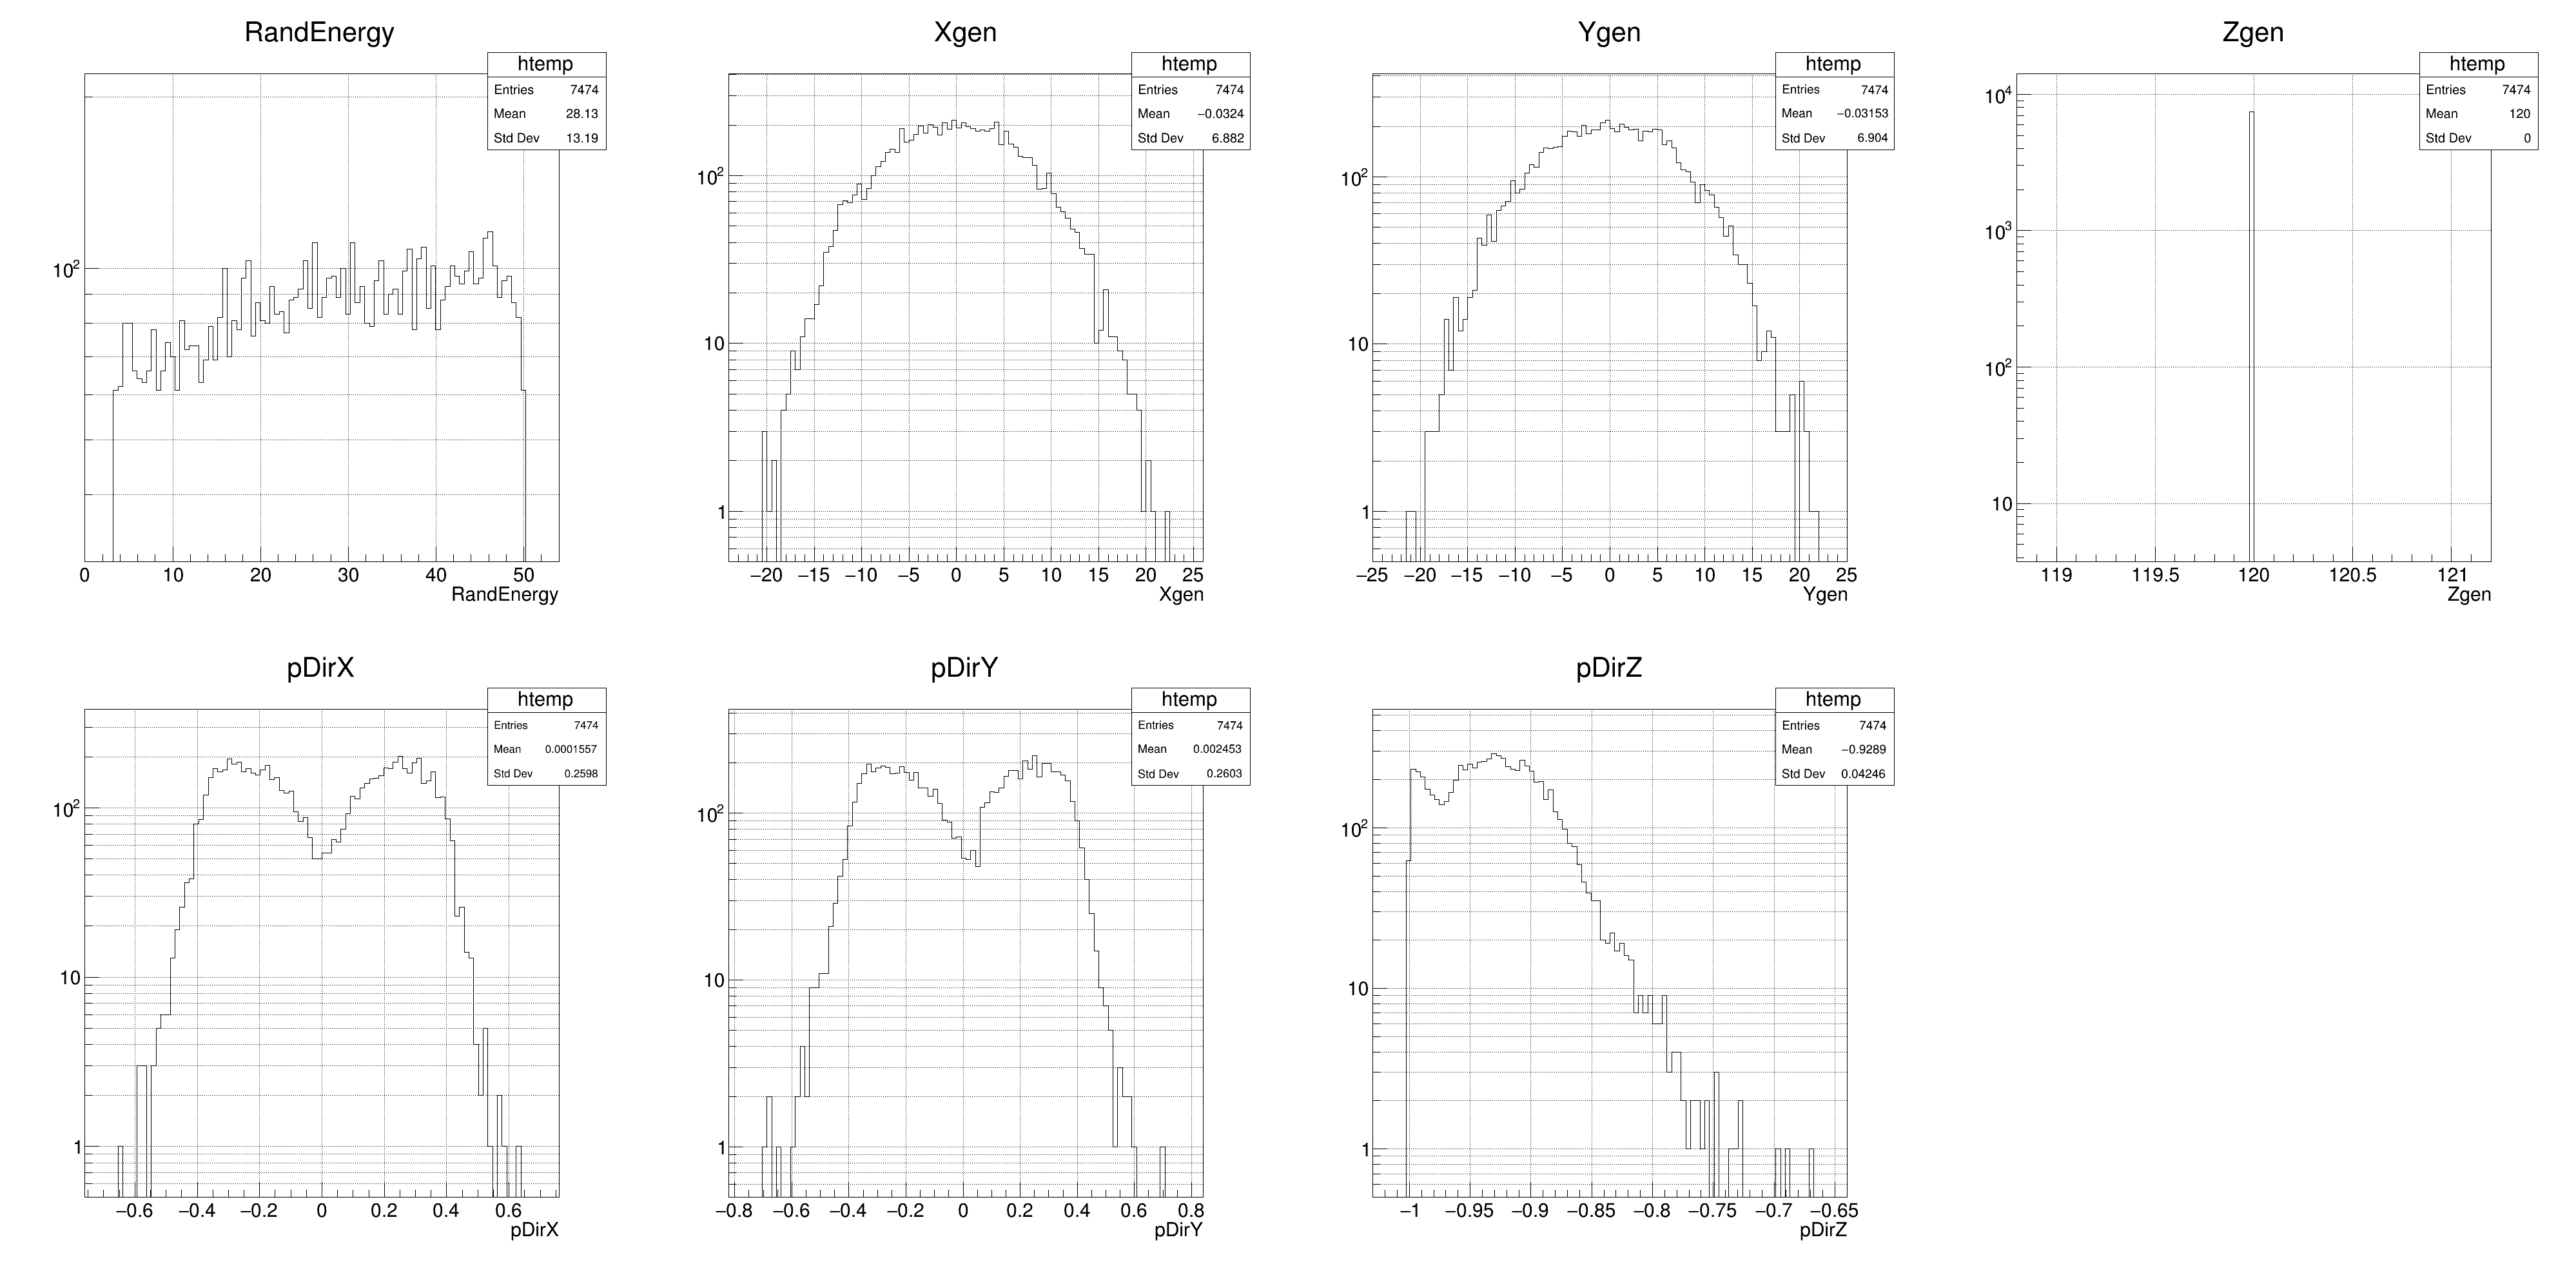 RandEnergy
htemp
Entries 7474
Mean 28.13
Std Dev 13.19
10²
0 10 20 30 40 50
RandEnergy
Xgen
htemp
Entries 7474
Mean −0.0324
Std Dev 6.882
10²
10
1
−20 −15 −10 −5 0 5 10 15 20 25
Xgen
Ygen
htemp
Entries 7474
Mean −0.03153
Std Dev 6.904
10²
10
1
−25 −20 −15 −10 −5 0 5 10 15 20 25
Ygen
Zgen
htemp
Entries 7474
Mean 120
Std Dev 0
10⁴
10³
10²
10
119 119.5 120 120.5 121
Zgen
pDirX
htemp
Entries 7474
Mean 0.0001557
Std Dev 0.2598
10²
10
1
−0.6 −0.4 −0.2 0 0.2 0.4 0.6
pDirX
pDirY
htemp
Entries 7474
Mean 0.002453
Std Dev 0.2603
10²
10
1
−0.8 −0.6 −0.4 −0.2 0 0.2 0.4 0.6 0.8
pDirY
pDirZ
htemp
Entries 7474
Mean −0.9289
Std Dev 0.04246
10²
10
1
−1 −0.95 −0.9 −0.85 −0.8 −0.75 −0.7 −0.65
pDirZ